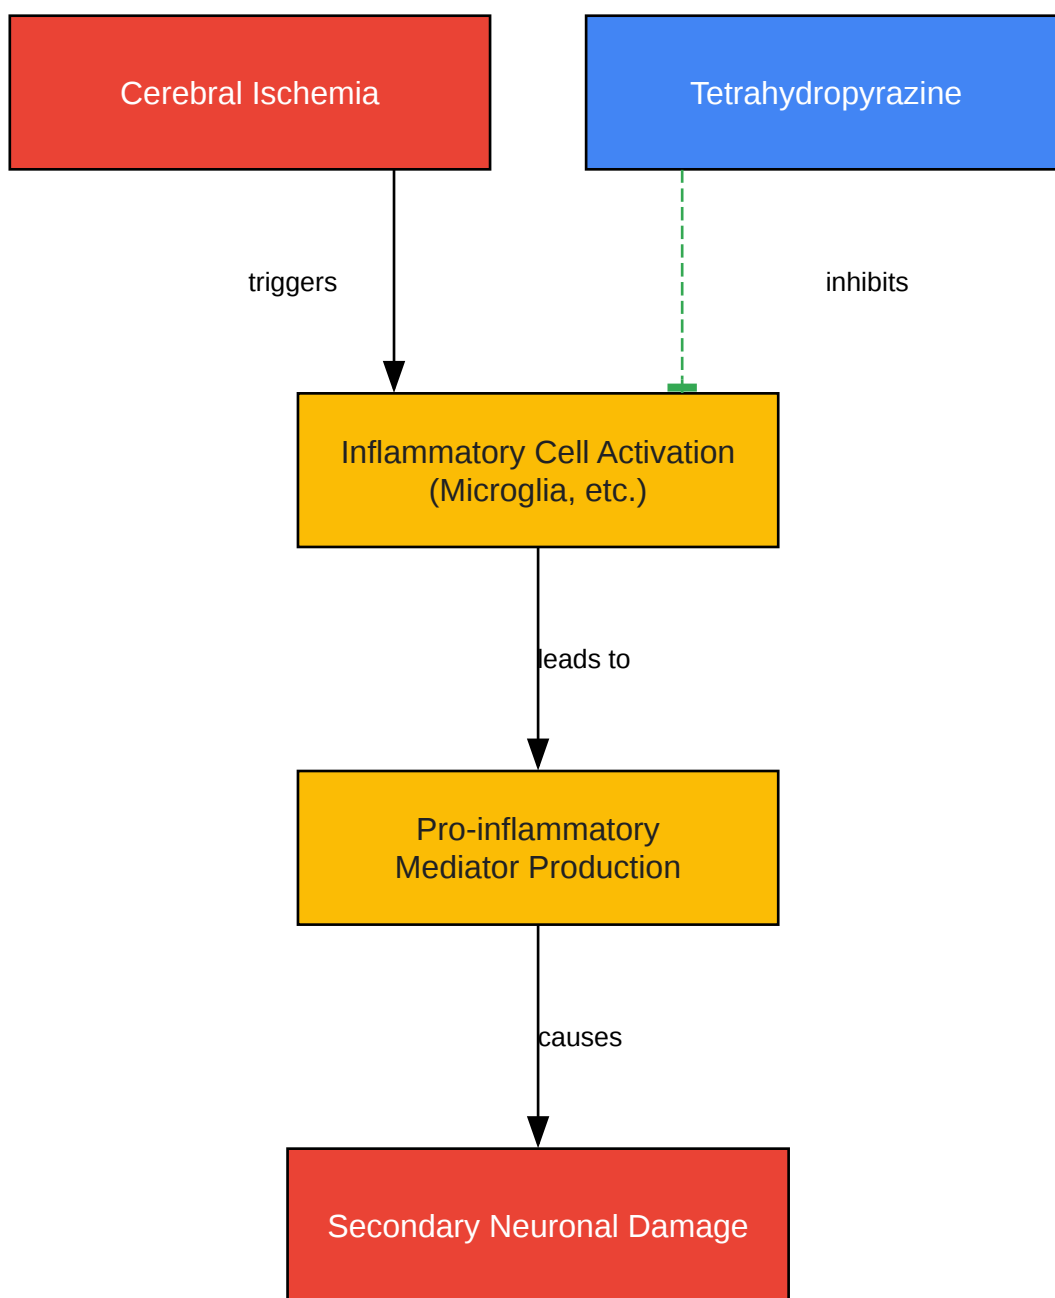 Cerebral Ischemia
Tetrahydropyrazine
triggers
inhibits
Inflammatory Cell Activation
(Microglia, etc.)
leads to
Pro-inflammatory
Mediator Production
causes
Secondary Neuronal Damage